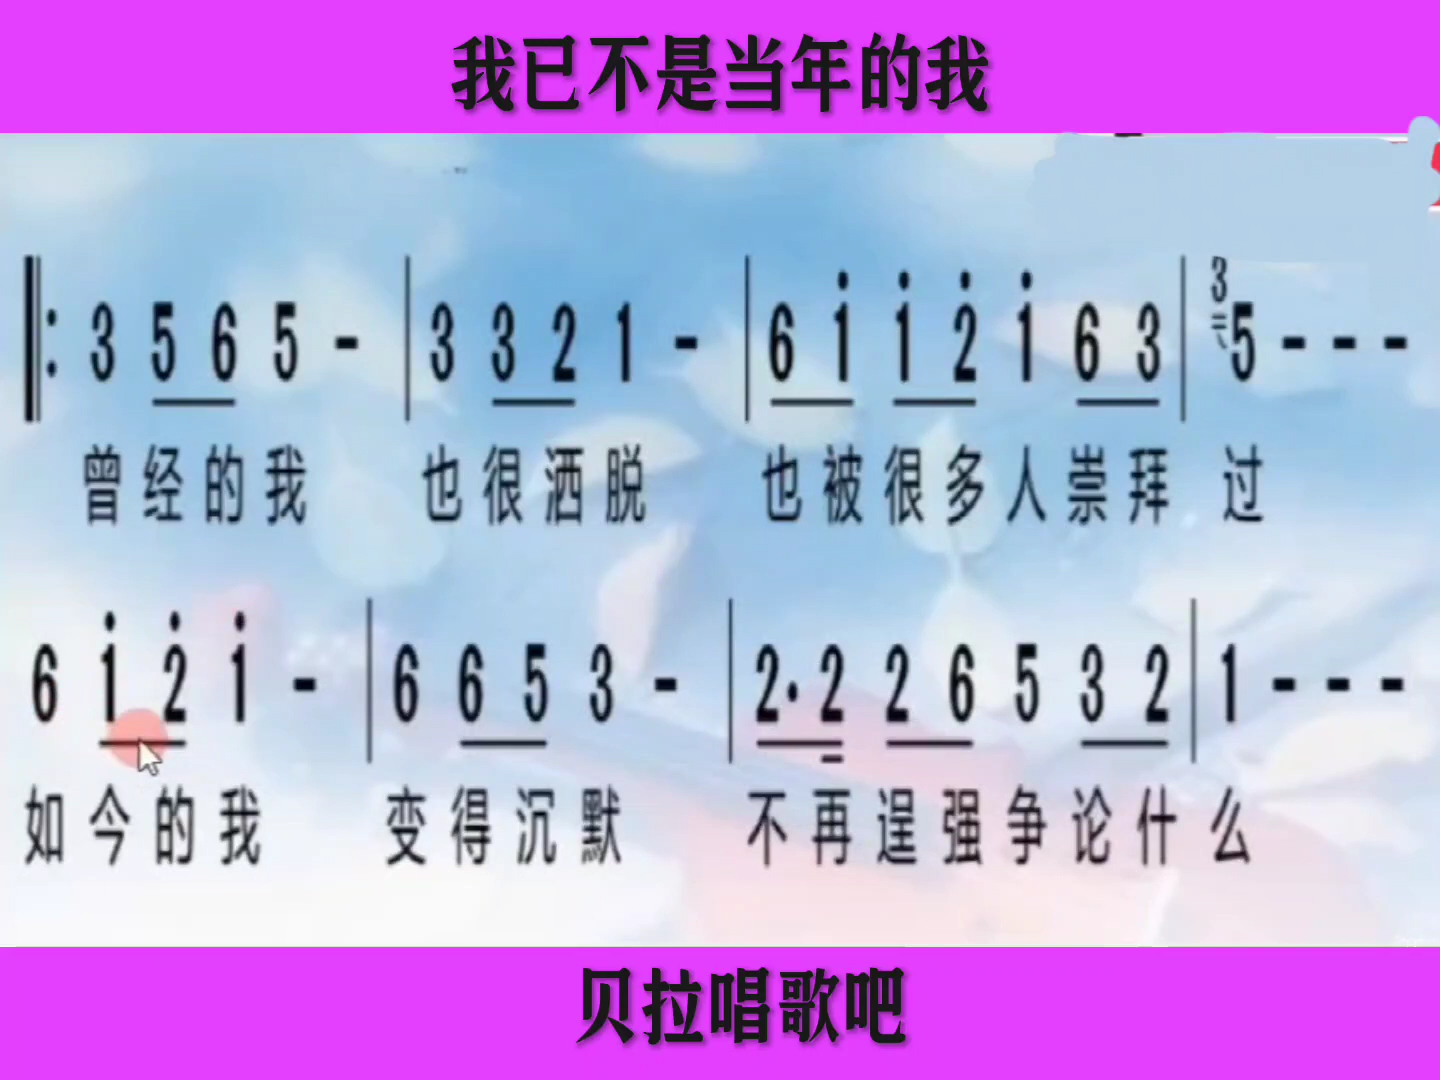 我已不是当年的我
‖: 3 5 6 5 - | 3 3 2 1 - | 6 i̇ i̇ 2̇ i̇ 6 3 | 3 5 - - -
曾经的我 也很洒脱 也被很多人崇拜 过
6 i̇ 2̇ i̇ - | 6 6 5 3 - | 2· 2 2 6 5 3 2 | 1 - - -
如今的我 变得沉默 不再逞强争论什 么
贝拉唱歌吧